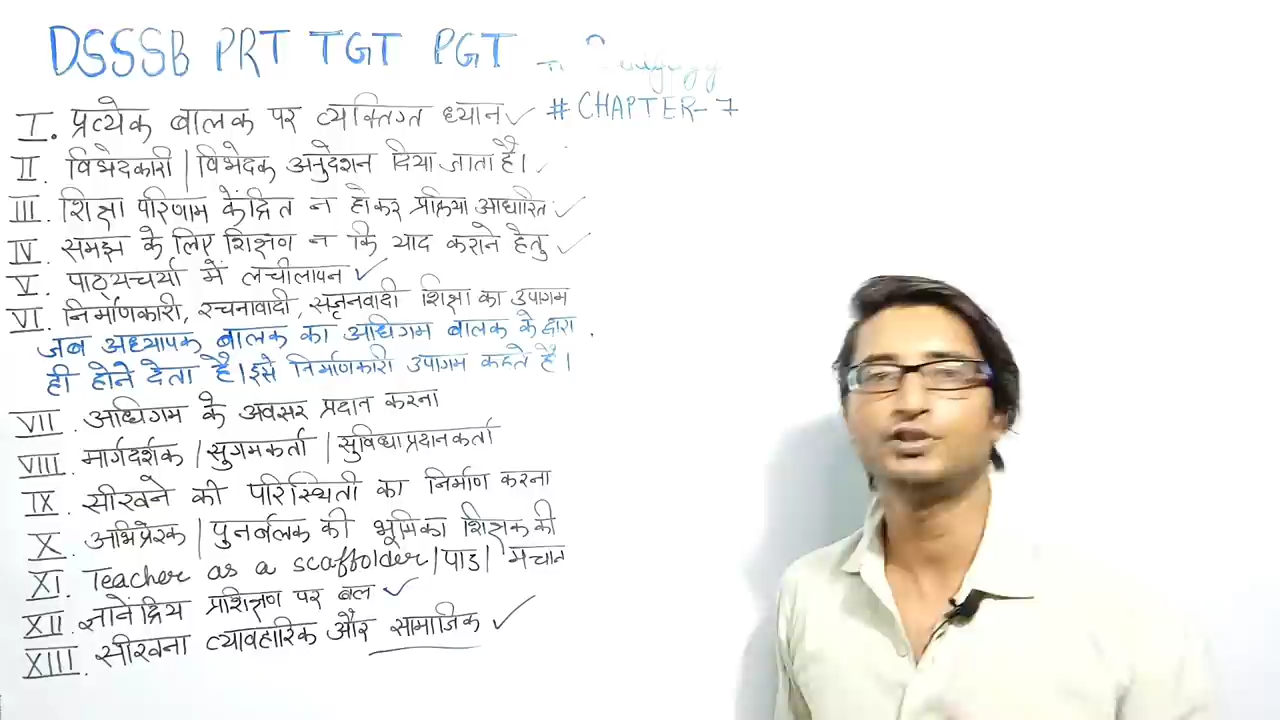 DSSSB PRT TGT PGT
# CHAPTER-7
I. प्रत्येक बालक पर व्यक्तिगत ध्यान
II. विभेदकारी | विभेदक अनुदेशन दिया जाता है।
III. शिक्षा परिणाम केंद्रित न होकर प्रक्रिया आधारित
IV. समझ के लिए शिक्षण न कि याद कराने हेतु
V. पाठ्यचर्या में लचीलापन
VI. निर्माणकारी, रचनावादी, सृजनवादी शिक्षा का उपागम
जब अध्यापक बालक का अधिगम बालक के द्वारा
ही होने देता है। इसे निर्माणकारी उपागम कहते है।
VII. अधिगम के अवसर प्रदान करना
VIII. मार्गदर्शक | सुगमकर्ता | सुविधाप्रदानकर्ता
IX. सीखने की परिस्थिती का निर्माण करना
X. अभिप्रेरक | पुनर्बलक की भूमिका शिक्षक की
XI. Teacher as a scaffolder | पाड | मचान
XII. ज्ञानेंद्रिय प्रशिक्षण पर बल
XIII. सीखना व्यावहारिक और सामाजिक